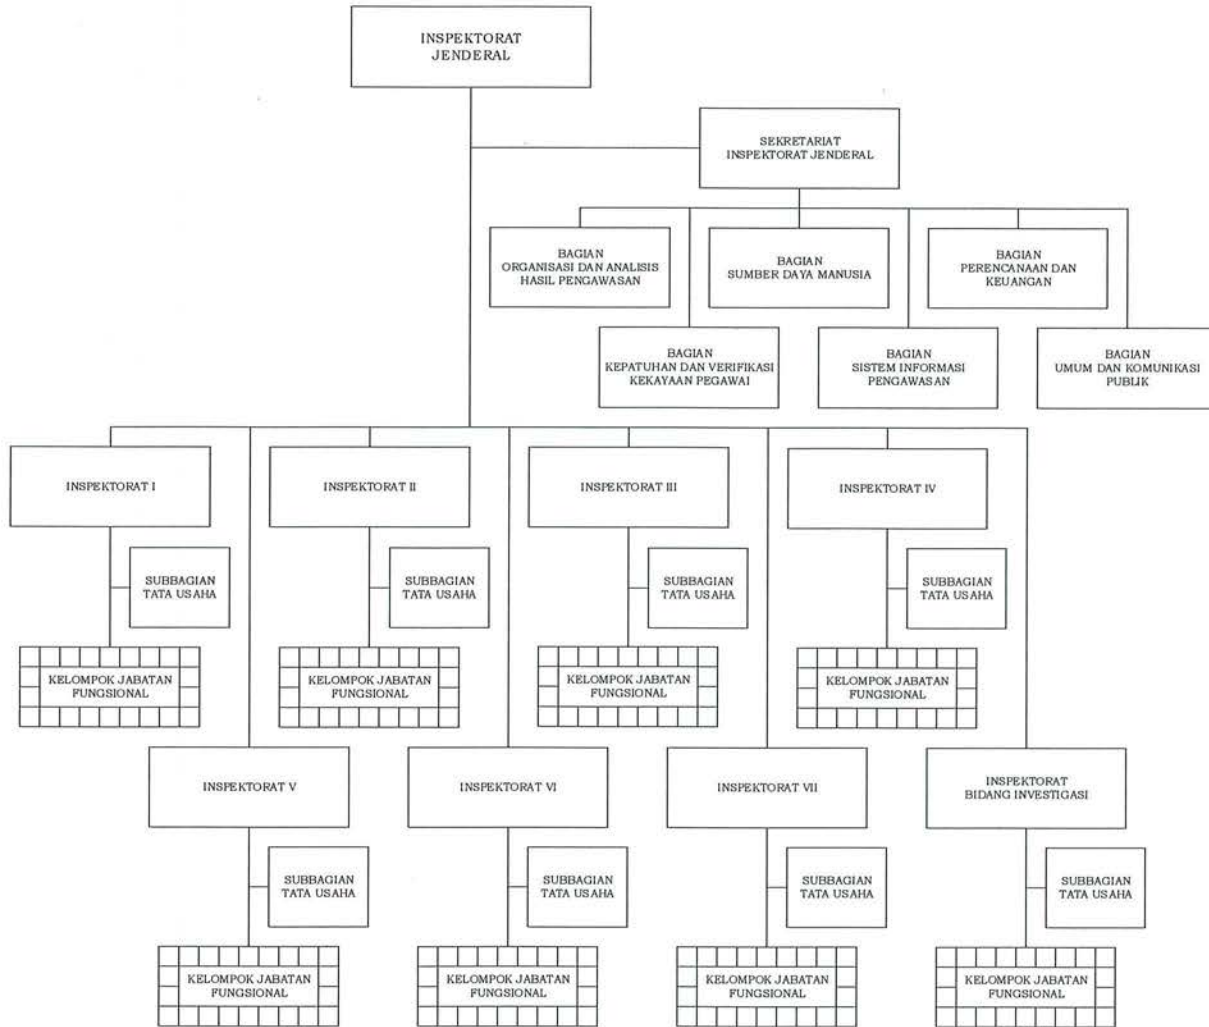 INSPEKTORAT
JENDERAL
SEKRETARIAT
INSPEKTORAT JENDERAL
BAGIAN
ORGANISASI DAN ANALISIS
HASIL PENGAWASAN
BAGIAN
SUMBER DAYA MANUSIA
BAGIAN
PERENCANAAN DAN
KEUANGAN
BAGIAN
KEPATUHAN DAN VERIFIKASI
KEKAYAAN PEGAWAI
BAGIAN
SISTEM INFORMASI
PENGAWASAN
BAGIAN
UMUM DAN KOMUNIKASI
PUBLIK
INSPEKTORAT I
INSPEKTORAT II
INSPEKTORAT III
INSPEKTORAT IV
SUBBAGIAN
TATA USAHA
SUBBAGIAN
TATA USAHA
SUBBAGIAN
TATA USAHA
SUBBAGIAN
TATA USAHA
KELOMPOK JABATAN
FUNGSIONAL
KELOMPOK JABATAN
FUNGSIONAL
KELOMPOK JABATAN
FUNGSIONAL
KELOMPOK JABATAN
FUNGSIONAL
INSPEKTORAT V
INSPEKTORAT VI
INSPEKTORAT VII
INSPEKTORAT
BIDANG INVESTIGASI
SUBBAGIAN
TATA USAHA
SUBBAGIAN
TATA USAHA
SUBBAGIAN
TATA USAHA
SUBBAGIAN
TATA USAHA
KELOMPOK JABATAN
FUNGSIONAL
KELOMPOK JABATAN
FUNGSIONAL
KELOMPOK JABATAN
FUNGSIONAL
KELOMPOK JABATAN
FUNGSIONAL